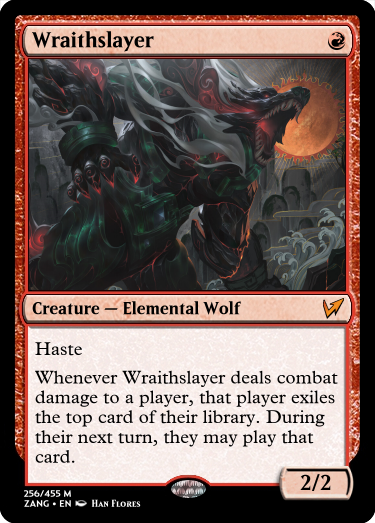 Wraithslayer
Creature — Elemental Wolf
Haste
Whenever Wraithslayer deals combat
damage to a player, that player exiles
the top card of their library. During
their next turn, they may play that
card.
2/2
256/455 M
ZANG • EN Han Flores